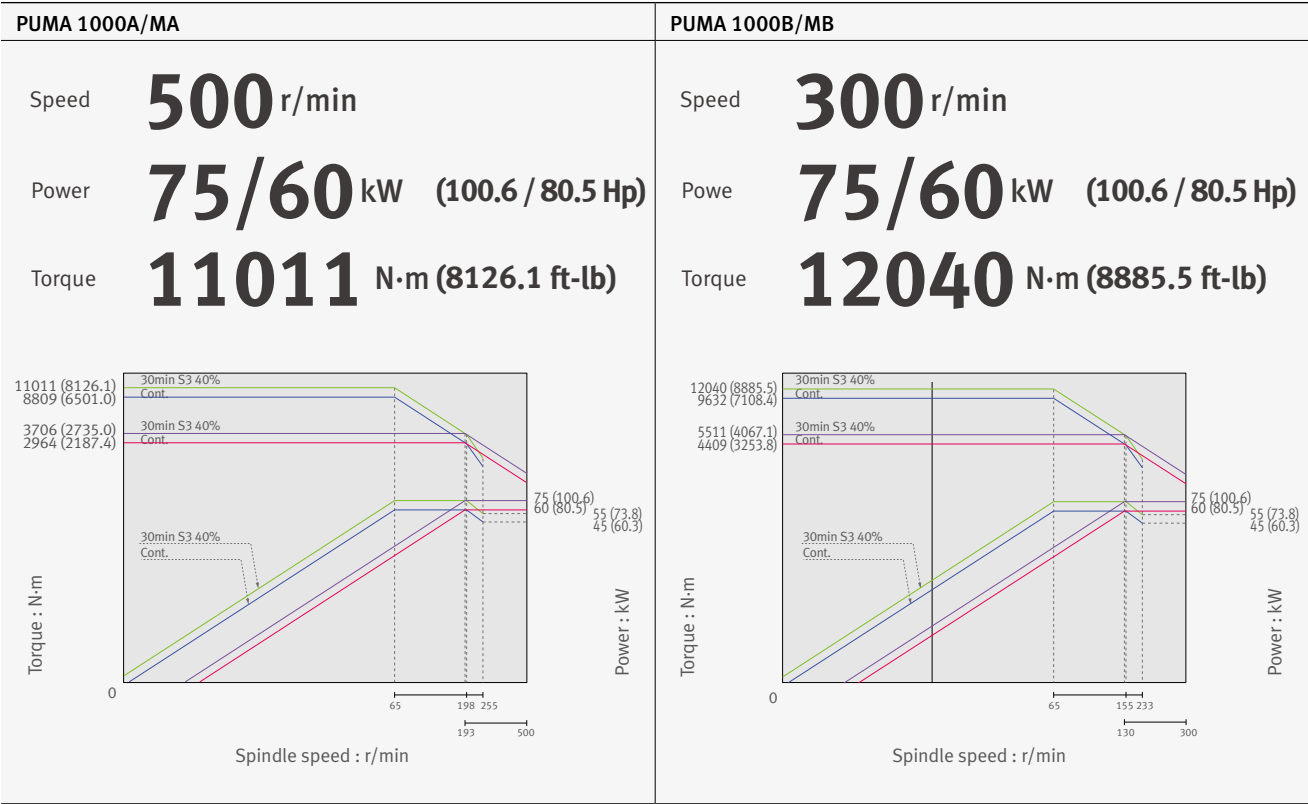 PUMA 1000A/MA
Speed 500 r/min
Power 75/60 kW (100.6 / 80.5 Hp)
Torque 11011 N·m (8126.1 ft-lb)
11011 (8126.1)
8809 (6501.0)
3706 (2735.0)
2964 (2187.4)
30min S3 40%
Cont.
30min S3 40%
Cont.
30min S3 40%
Cont.
75 (100.6)
60 (80.5)
55 (73.8)
45 (60.3)
Torque : N·m
Power : kW
0
65 198 255
193 500
Spindle speed : r/min
PUMA 1000B/MB
Speed 300 r/min
Powe 75/60 kW (100.6 / 80.5 Hp)
Torque 12040 N·m (8885.5 ft-lb)
12040 (8885.5)
9632 (7108.4)
5511 (4067.1)
4409 (3253.8)
30min S3 40%
Cont.
30min S3 40%
Cont.
30min S3 40%
Cont.
75 (100.6)
60 (80.5)
55 (73.8)
45 (60.3)
Torque : N·m
Power : kW
0
65 155 233
130 300
Spindle speed : r/min